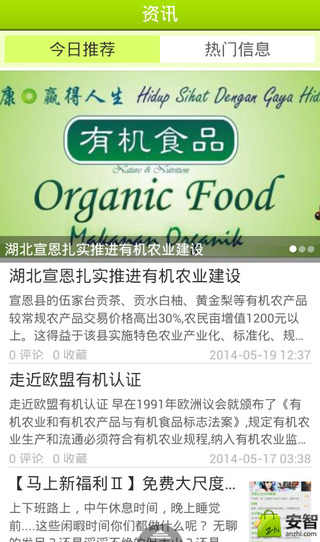 资讯
今日推荐
热门信息
康 赢得人生 Hidup Sihat Dengan Gaya Hid
有机食品
Nature & Nutrition
Organic Food
Makanan Organik
湖北宣恩扎实推进有机农业建设
湖北宣恩扎实推进有机农业建设
宣恩县的伍家台贡茶、贡水白柚、黄金梨等有机农产品
较常规农产品交易价格高出30%,农民亩增值1200元以
上。这得益于该县实施特色农业产业化、标准化、规...
0 评论 0 收藏 2014-05-19 12:37
走近欧盟有机认证
走近欧盟有机认证 早在1991年欧洲议会就颁布了《有
机农业和有机农产品与有机食品标志法案》,规定有机农
业生产和流通必须符合有机农业规程,纳入有机农业监...
0 评论 0 收藏 2014-05-17 03:38
【马上新福利Ⅱ】免费大尺度...
上下班路上，中午休息时间，晚上睡觉
前....这些闲暇时间你们都做什么呢？ 无聊
安智
anzhi.com